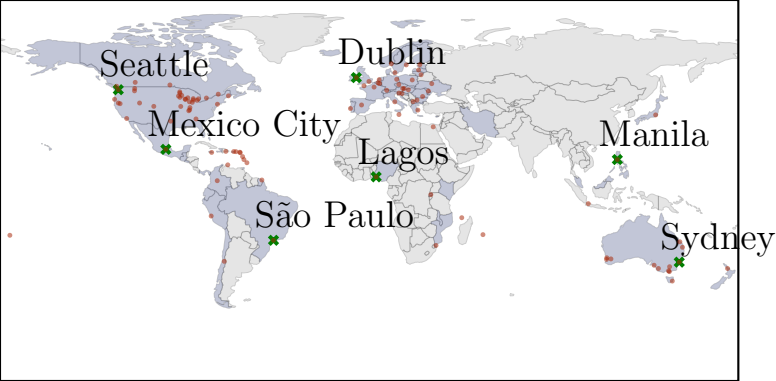 Dublin
Seattle
Mexico City
Manila
Lagos
São Paulo
Sydney